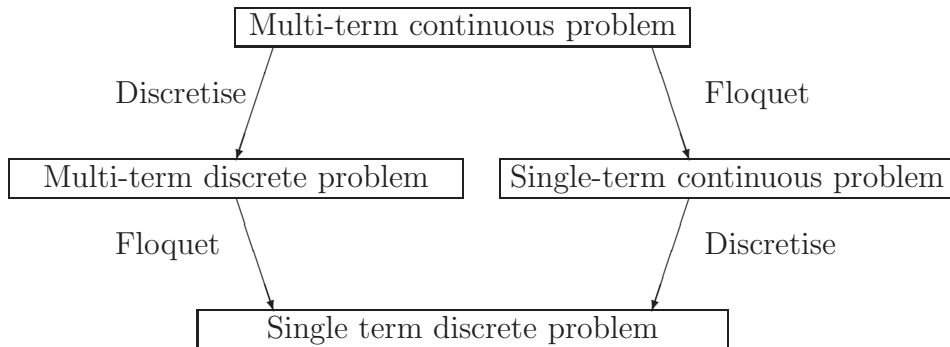 Multi-term continuous problem
Discretise
Floquet
Multi-term discrete problem
Single-term continuous problem
Floquet
Discretise
Single term discrete problem